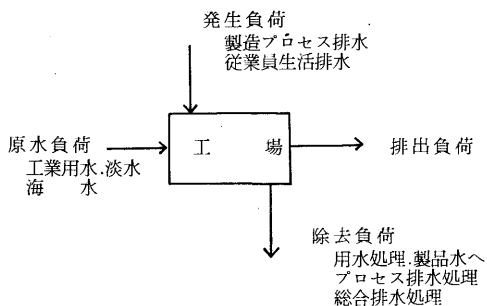 発生負荷
製造プロセス排水
従業員生活排水
原水負荷
工業用水.淡水
海 水
工 場
排出負荷
除去負荷
用水処理.製品水へ
プロセス排水処理
総合排水処理